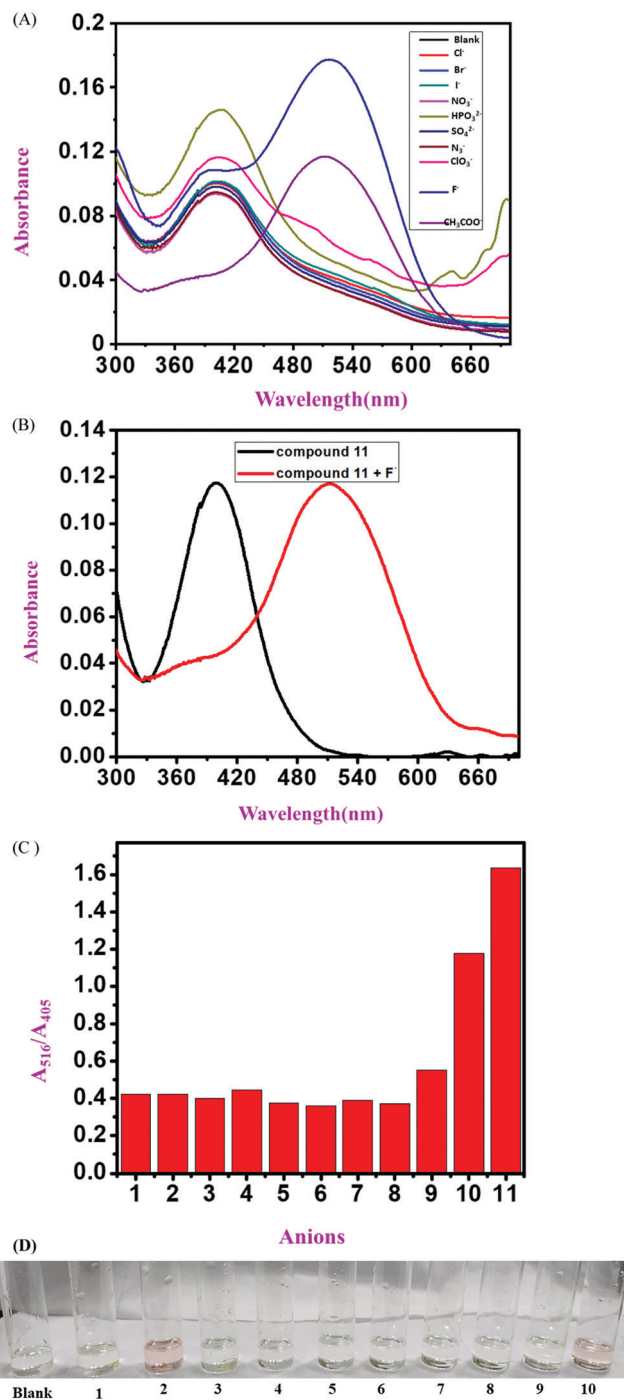 (A)
0.2
0.16
0.12
0.08
0.04
0
Absorbance
Blank
Cl⁻
Br⁻
I⁻
NO₃⁻
HPO₃²⁻
SO₄²⁻
N₃⁻
ClO₃⁻
F⁻
CH₃COO⁻
300 360 420 480 540 600 660
Wavelength(nm)
(B)
0.14
0.12
0.10
0.08
0.06
0.04
0.02
0.00
Absorbance
compound 11
compound 11 + F⁻
300 360 420 480 540 600 660
Wavelength(nm)
(C )
1.6
1.4
1.2
1.0
0.8
0.6
0.4
0.2
0.0
A₅₁₆/A₄₀₅
1 2 3 4 5 6 7 8 9 10 11
Anions
(D)
Blank 1 2 3 4 5 6 7 8 9 10